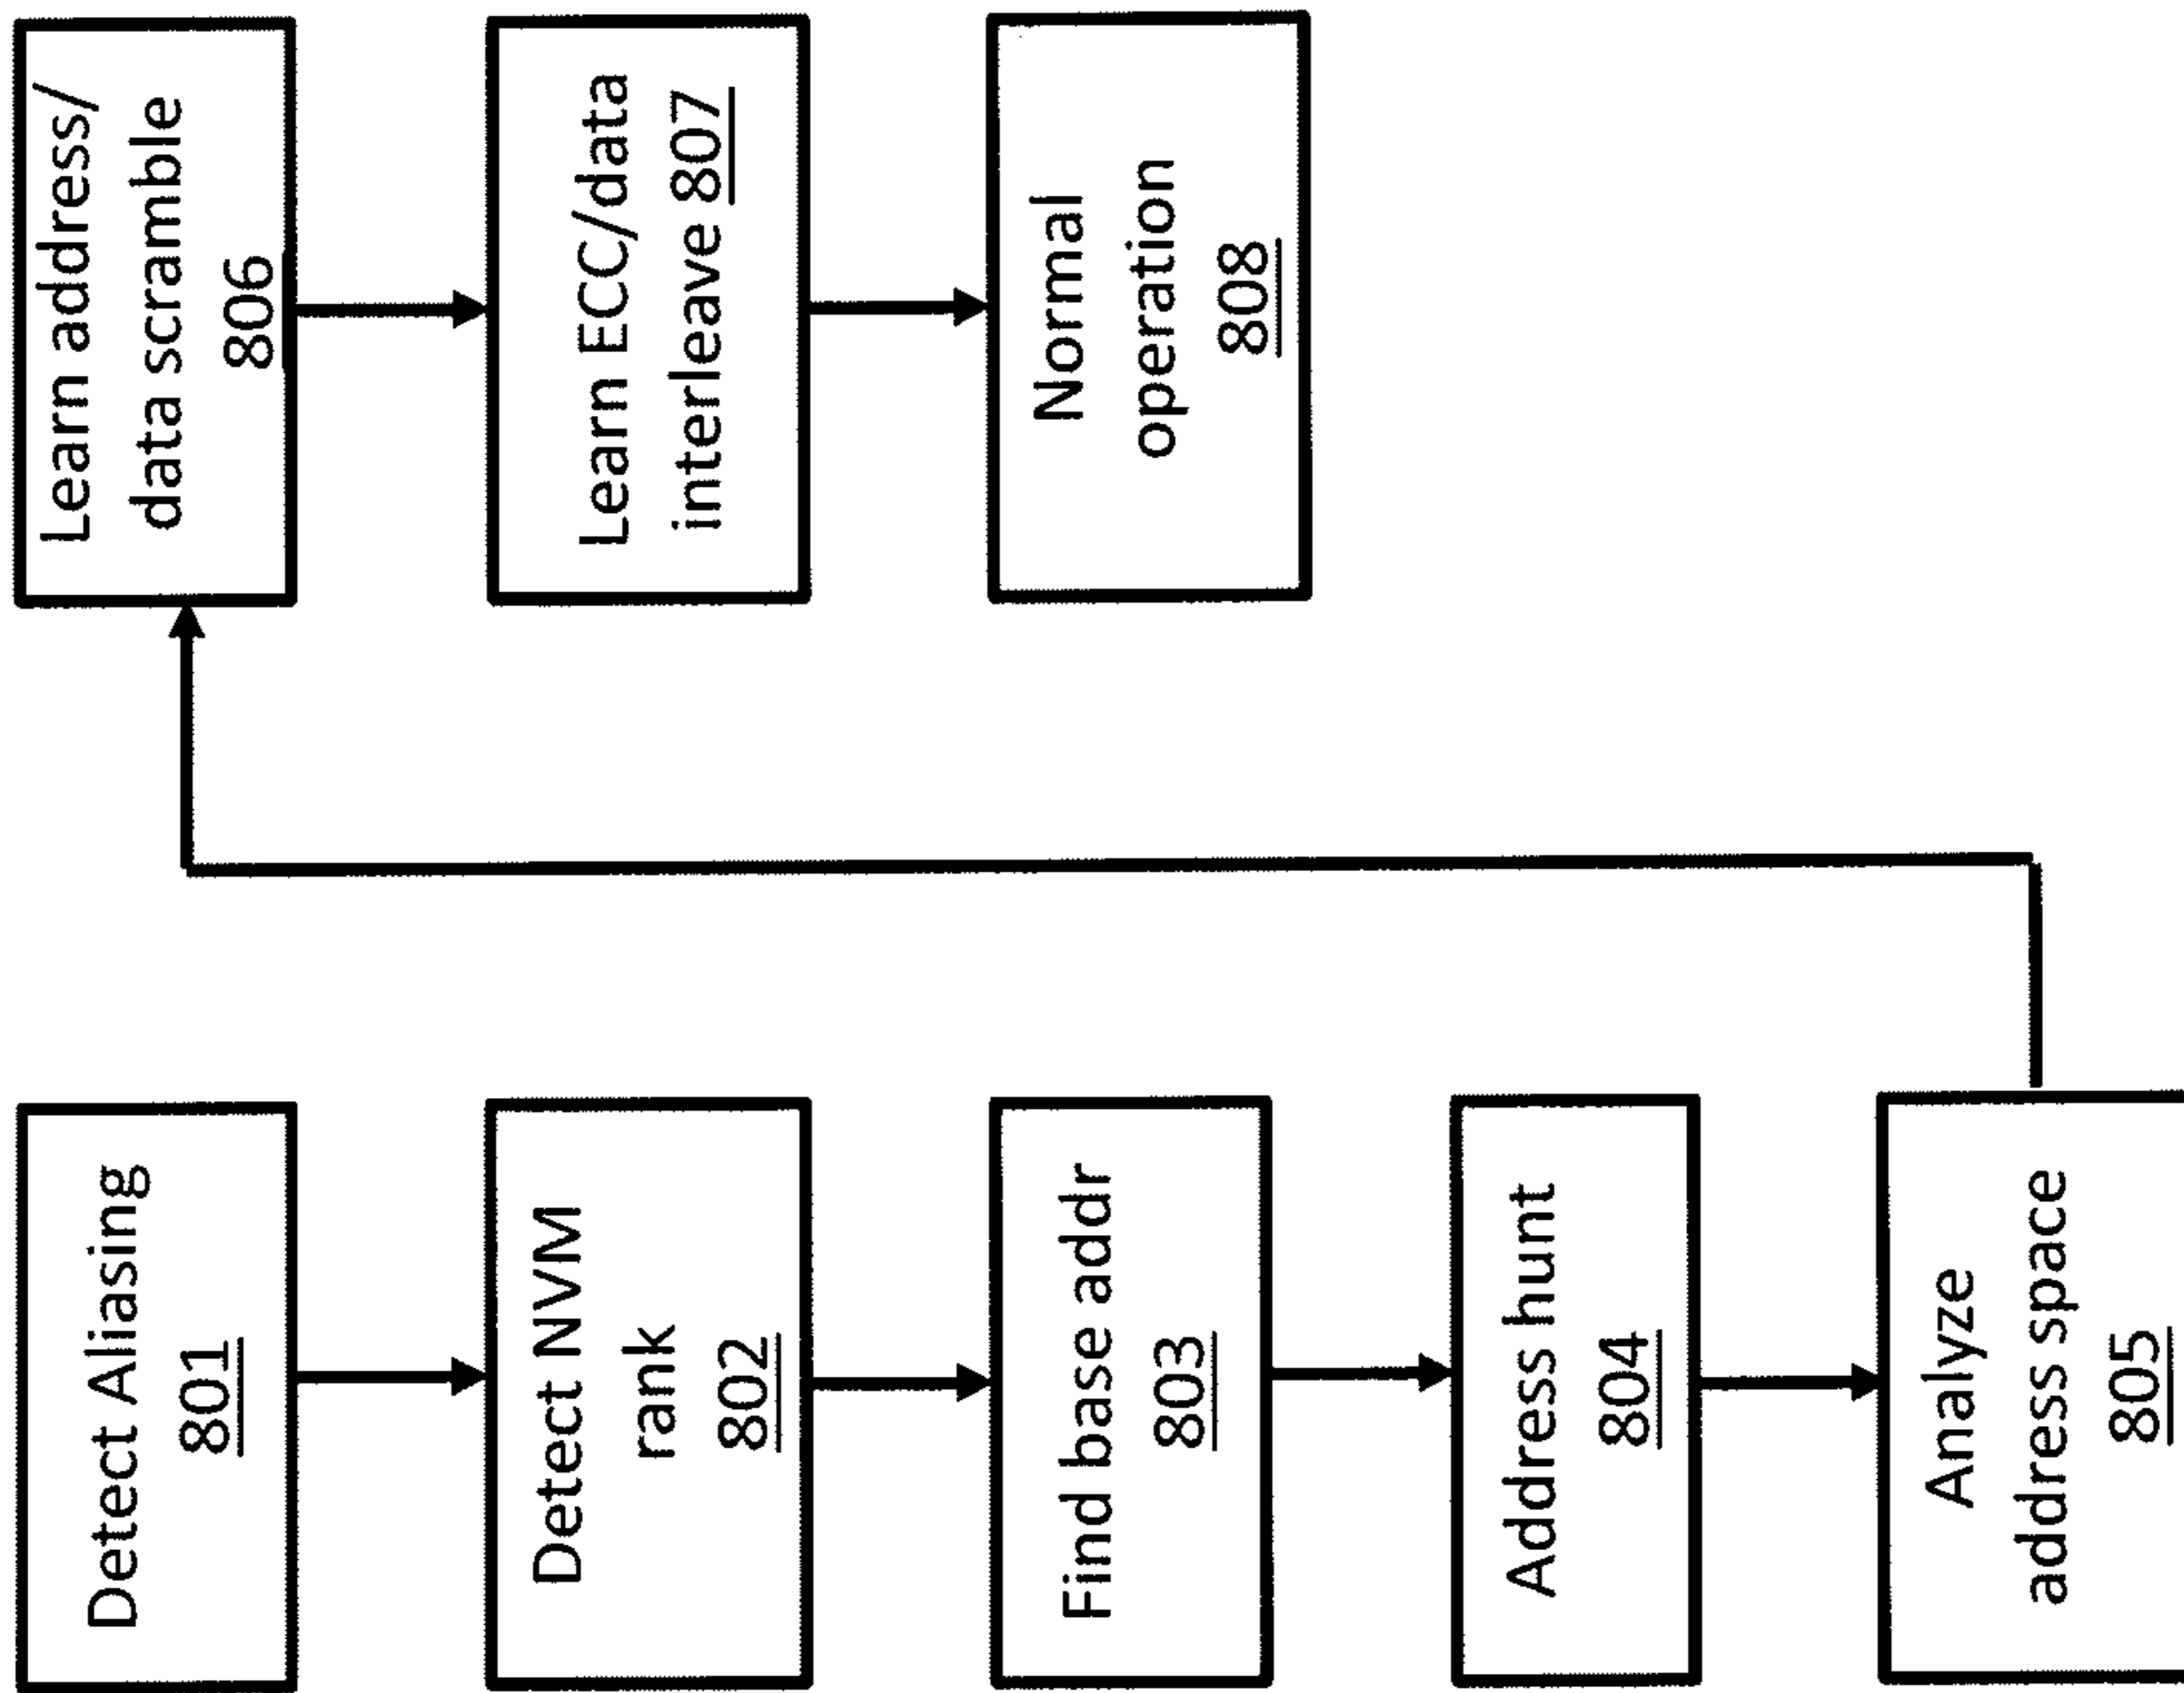 Detect Aliasing
801
Detect NVM
rank
802
Find base addr
803
Address hunt
804
Analyze
address space
805
Learn address/
data scramble
806
Learn ECC/data
interleave 807
Normal
operation
808